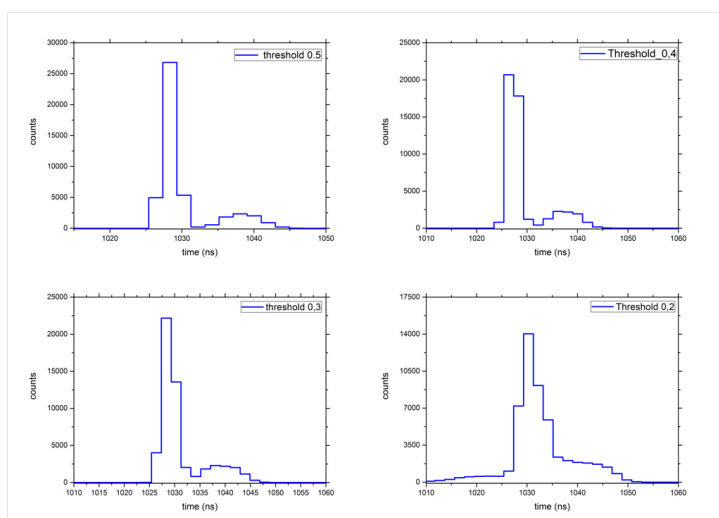 30000
25000
20000
15000
10000
5000
0
counts
threshold 0.5
1020 1030 1040 1050
time (ns)
25000
20000
15000
10000
5000
0
counts
Threshold_0,4
1010 1020 1030 1040 1050 1060
time (ns)
25000
20000
15000
10000
5000
0
counts
threshold 0,3
1010 1015 1020 1025 1030 1035 1040 1045 1050 1055 1060
time (ns)
17500
14000
10500
7000
3500
0
counts
Threshold 0,2
1010 1020 1030 1040 1050 1060
time (ns)